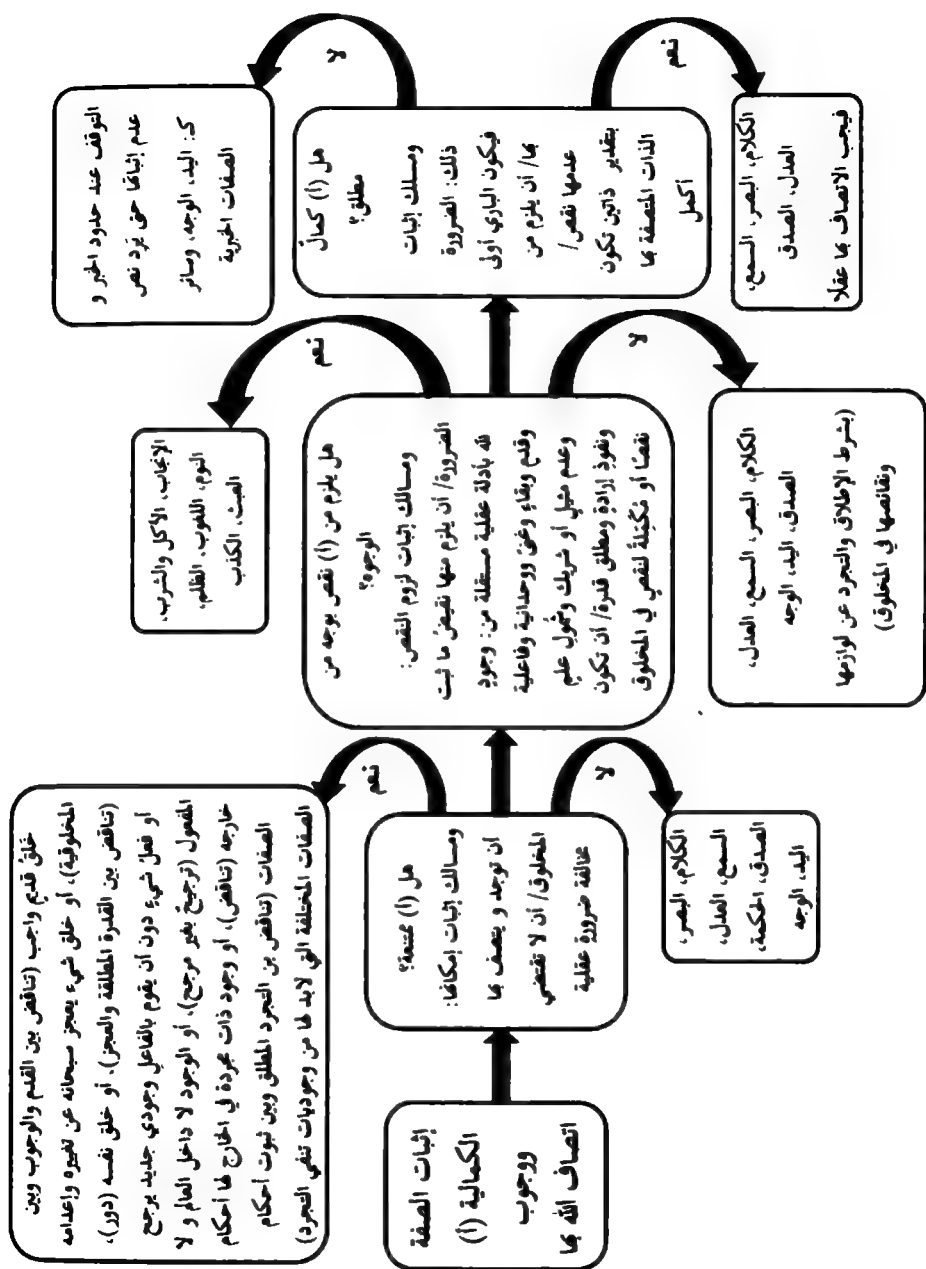 إثبات الصفة
الكمالية (أ)
ووجوب
اتصاف الله بها
هل (أ) ممتنعة؟
ومسالك إثبات إمكانها:
أن توجد و يتصف بها
المخلوق/ أن لا تقتضي
مخالفة ضرورة عقلية
نعم
خلق قديم واجب (تناقض بين القدم والوجوب وبين
المخلوقية)، أو خلق شيء يعجز سبحانه عن تغييره وإعدامه
(تناقض بين القدرة المطلقة والعجز)، أو خلق نفسه (دور)،
أو فعل شيء دون أن يقوم بالفاعل وجودي جديد يرجح
المفعول (ترجيح بغير مرجح)، أو الوجود لا داخل العالم و لا
خارجه (تناقض)، أو وجود ذات مجردة في الخارج لها أحكام
الصفات (تناقض بن التجرد المطلق وبين ثبوت أحكام
الصفات المختلفة التي لابد لها من وجوديات تنفي التجرد)
لا
الكلام، البصر،
السمع، العدل،
الصدق، الحكمة،
اليد، الوجه
هل يلزم من (أ) نقص بوجه من
الوجوه؟
ومسالك إثبات لزوم النقص:
الضرورة/ أن يلزم منها نقيض ما ثبت
لله بأدلة عقلية مستقلة من: وجود
وقدم وبقاء وغنى ووحدانية وفاعلية
وعدم مثيل أو شريك وشمول علم
ونفوذ إرادة ومطلق قدرة/ أن تكون
نقصًا أو تكملة لنقص في المخلوق
نعم
الإنجاب، الأكل والشرب،
النوم، اللغوب، الظلم،
العبث، الكذب
لا
الكلام، البصر، السمع، العدل،
الصدق، اليد، الوجه
(بشرط الإطلاق والتجرد عن لوازمها
ونقائصها في المخلوق)
هل (أ) كمال
مطلق؟
ومسلك إثبات
ذلك: الضرورة
فيكون الباري أولى
بها/ أن يلزم من
عدمها نقص/
بتقدير ذاتين تكون
الذات المتصفة بها
أكمل
لا
التوقف عند حدود الخبر و
عدم إثباتها حتى يرد نص
كـ: اليد، الوجه، وسائر
الصفات الخبرية
نعم
الكلام، البصر، السمع،
العدل، الصدق
فيجب الاتصاف بها عقلا